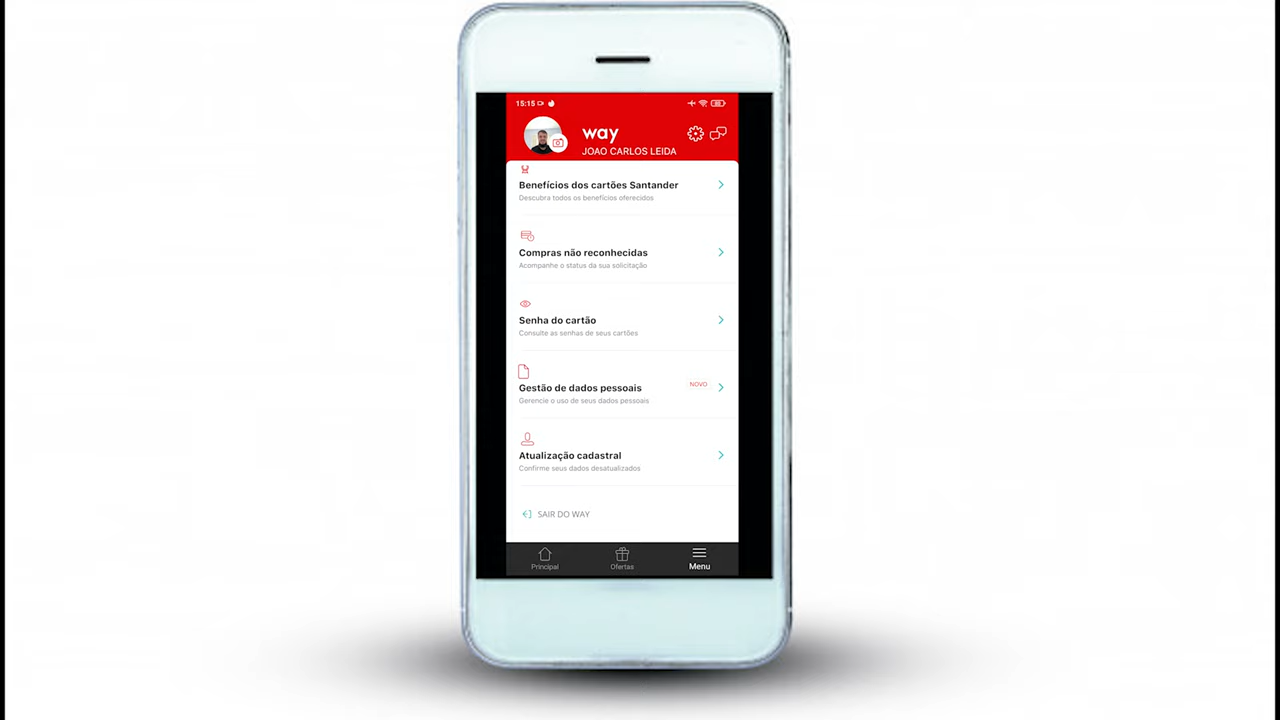 15:15
way
JOAO CARLOS LEIDA
Benefícios dos cartões Santander
Descubra todos os benefícios oferecidos
Compras não reconhecidas
Acompanhe o status da sua solicitação
Senha do cartão
Consulte as senhas de seus cartões
Gestão de dados pessoais
NOVO
Gerencie o uso de seus dados pessoais
Atualização cadastral
Confirme seus dados desatualizados
SAIR DO WAY
Principal
Ofertas
Menu